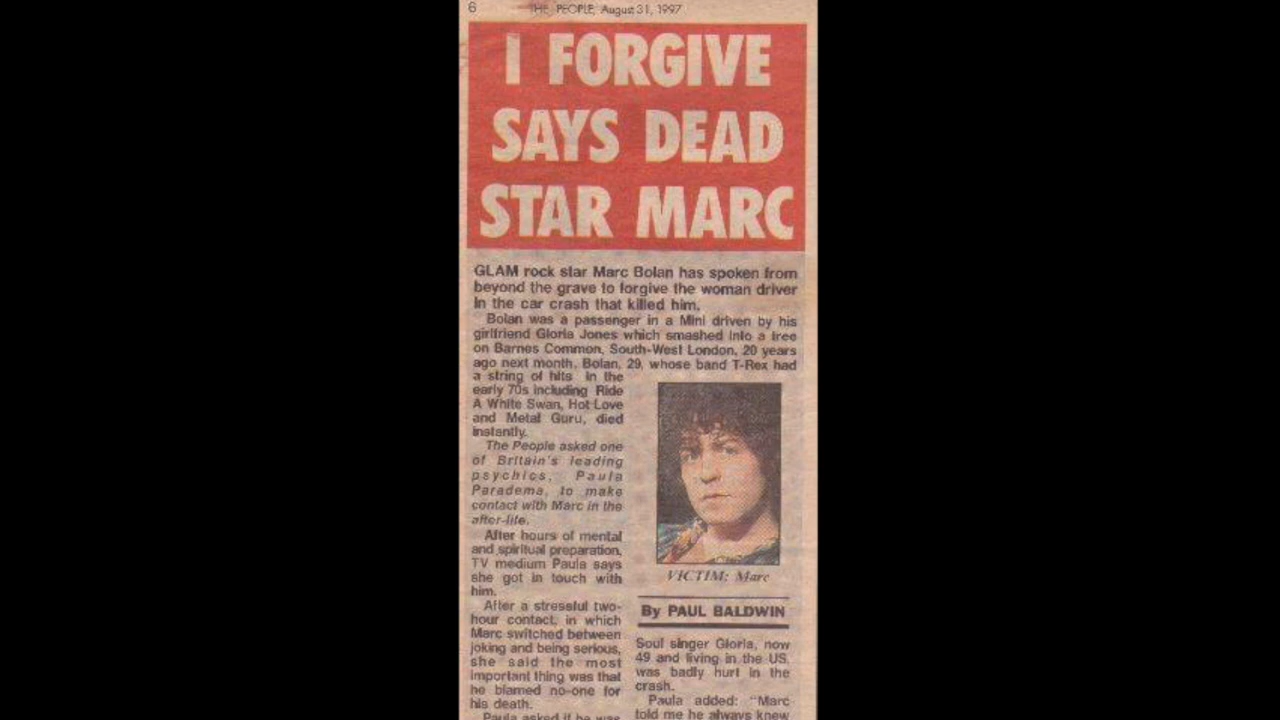 6
THE PEOPLE, August 31, 1997
I FORGIVE
SAYS DEAD
STAR MARC
GLAM rock star Marc Bolan has spoken from
beyond the grave to forgive the woman driver
in the car crash that killed him.
Bolan was a passenger in a Mini driven by his
girlfriend Gloria Jones which smashed into a tree
on Barnes Common, South-West London, 20 years
ago next month. Bolan, 29, whose band T-Rex had
a string of hits in the
early 70s including Ride
A White Swan, Hot Love
and Metal Guru, died
instantly.
The People asked one
of Britain's leading
psychics, Paula
Paradema, to make
contact with Marc in the
after-life.
After hours of mental
and spiritual preparation,
TV medium Paula says
she got in touch with
him.
After a stressful two-
hour contact, in which
Marc switched between
joking and being serious,
she said the most
important thing was that
he blamed no-one for
his death.
Paula asked if he was
VICTIM: Marc
By PAUL BALDWIN
Soul singer Gloria, now
49 and living in the US,
was badly hurt in the
crash.
Paula added: "Marc
told me he always knew